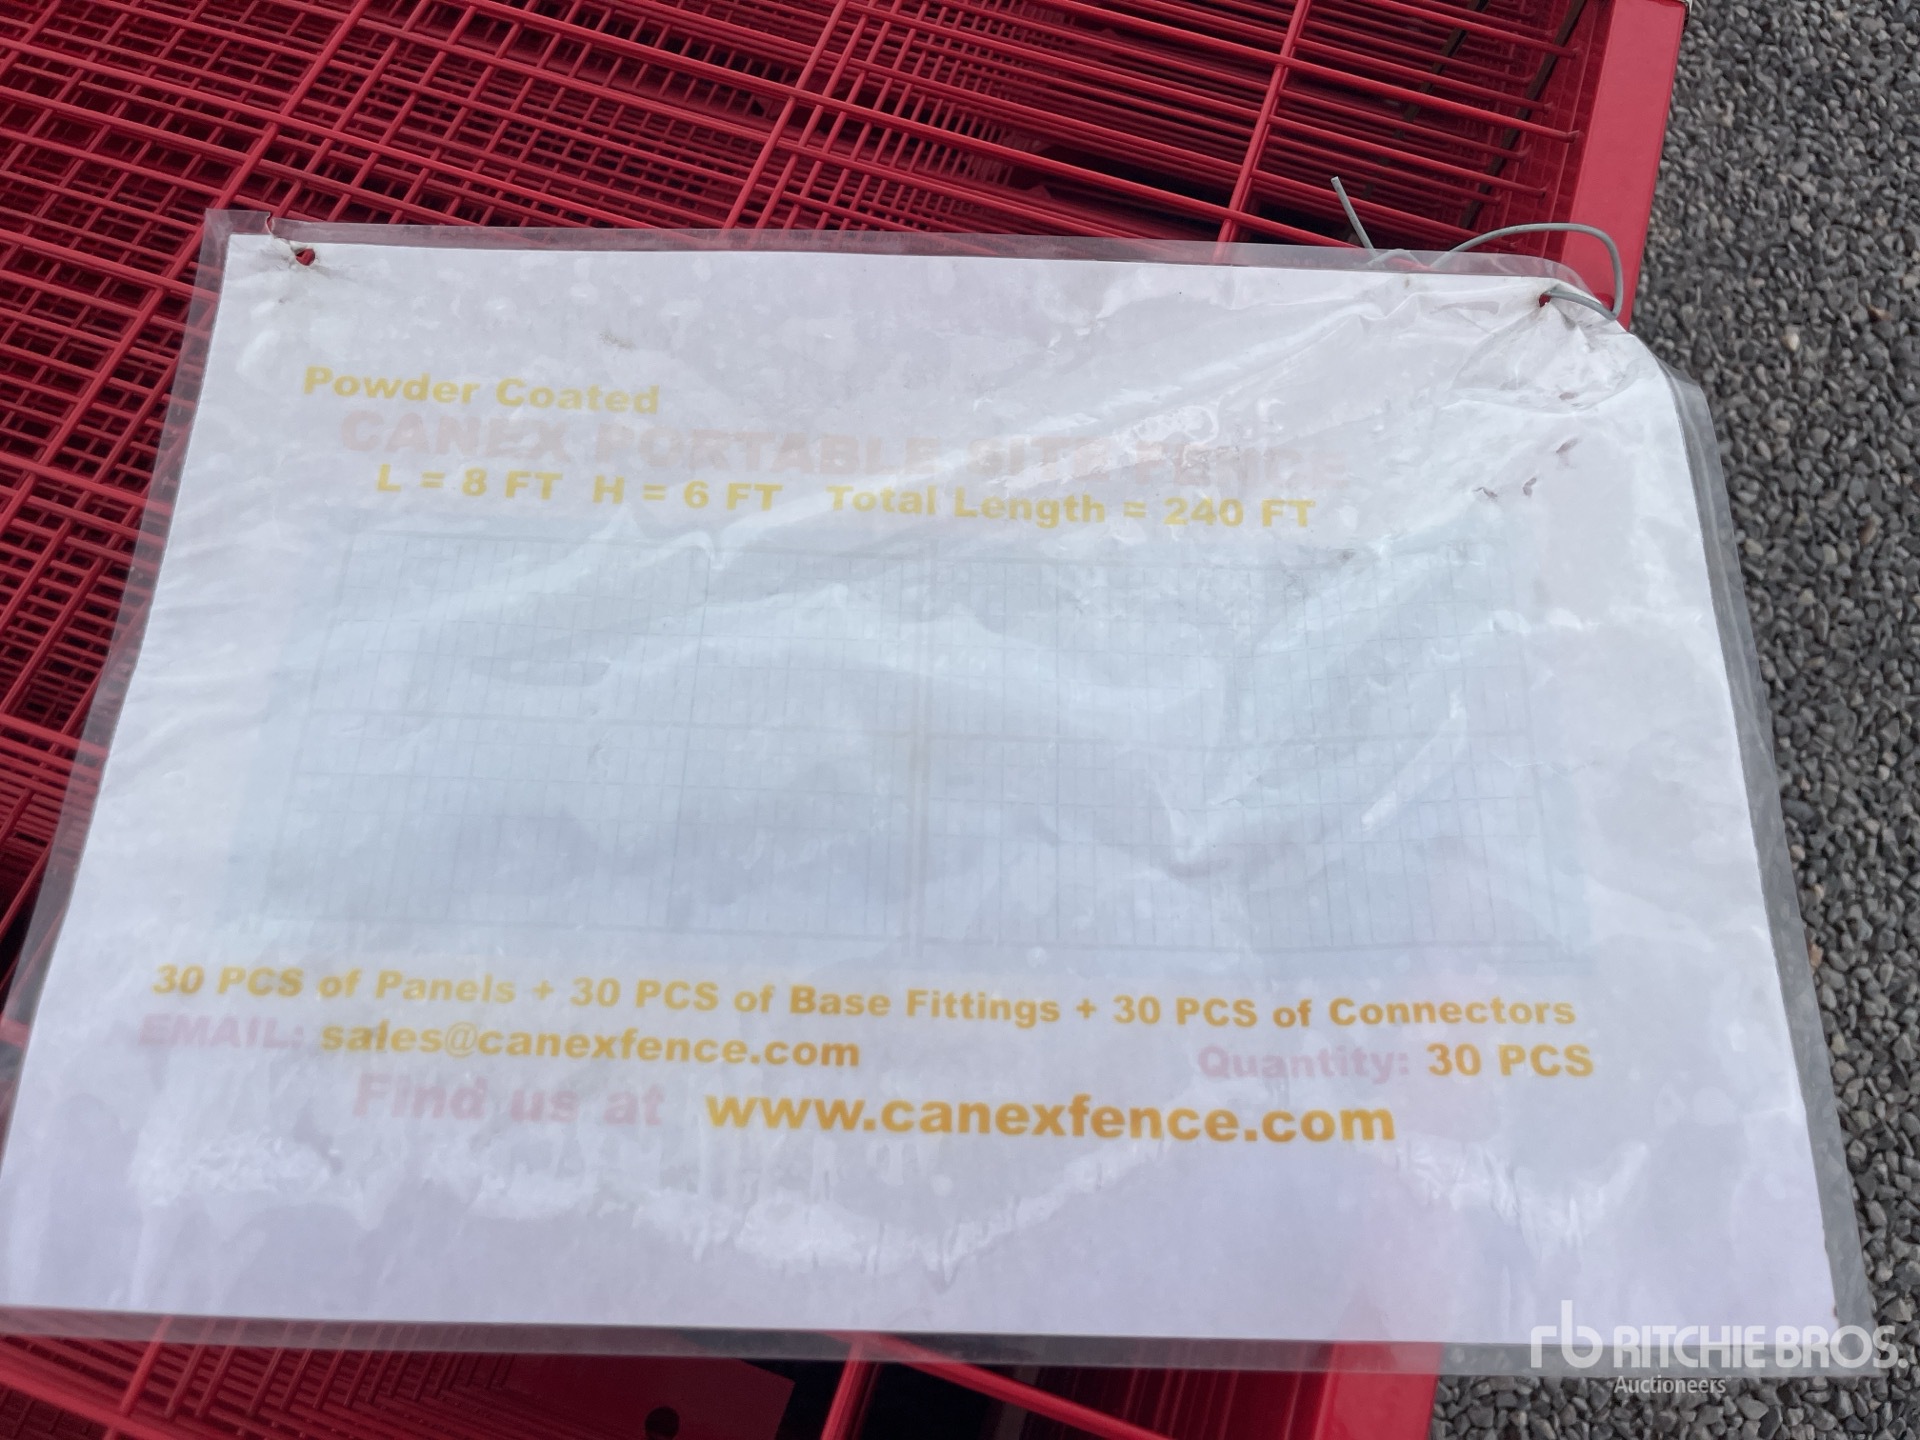 Powder Coated
CANEX PORTABLE SITE FENCE
L = 8 FT H = 6 FT Total Length = 240 FT
30 PCS of Panels + 30 PCS of Base Fittings + 30 PCS of Connectors
EMAIL: sales@canexfence.com Quantity: 30 PCS
Find us at www.canexfence.com
rb RITCHIE BROS.
Auctioneers